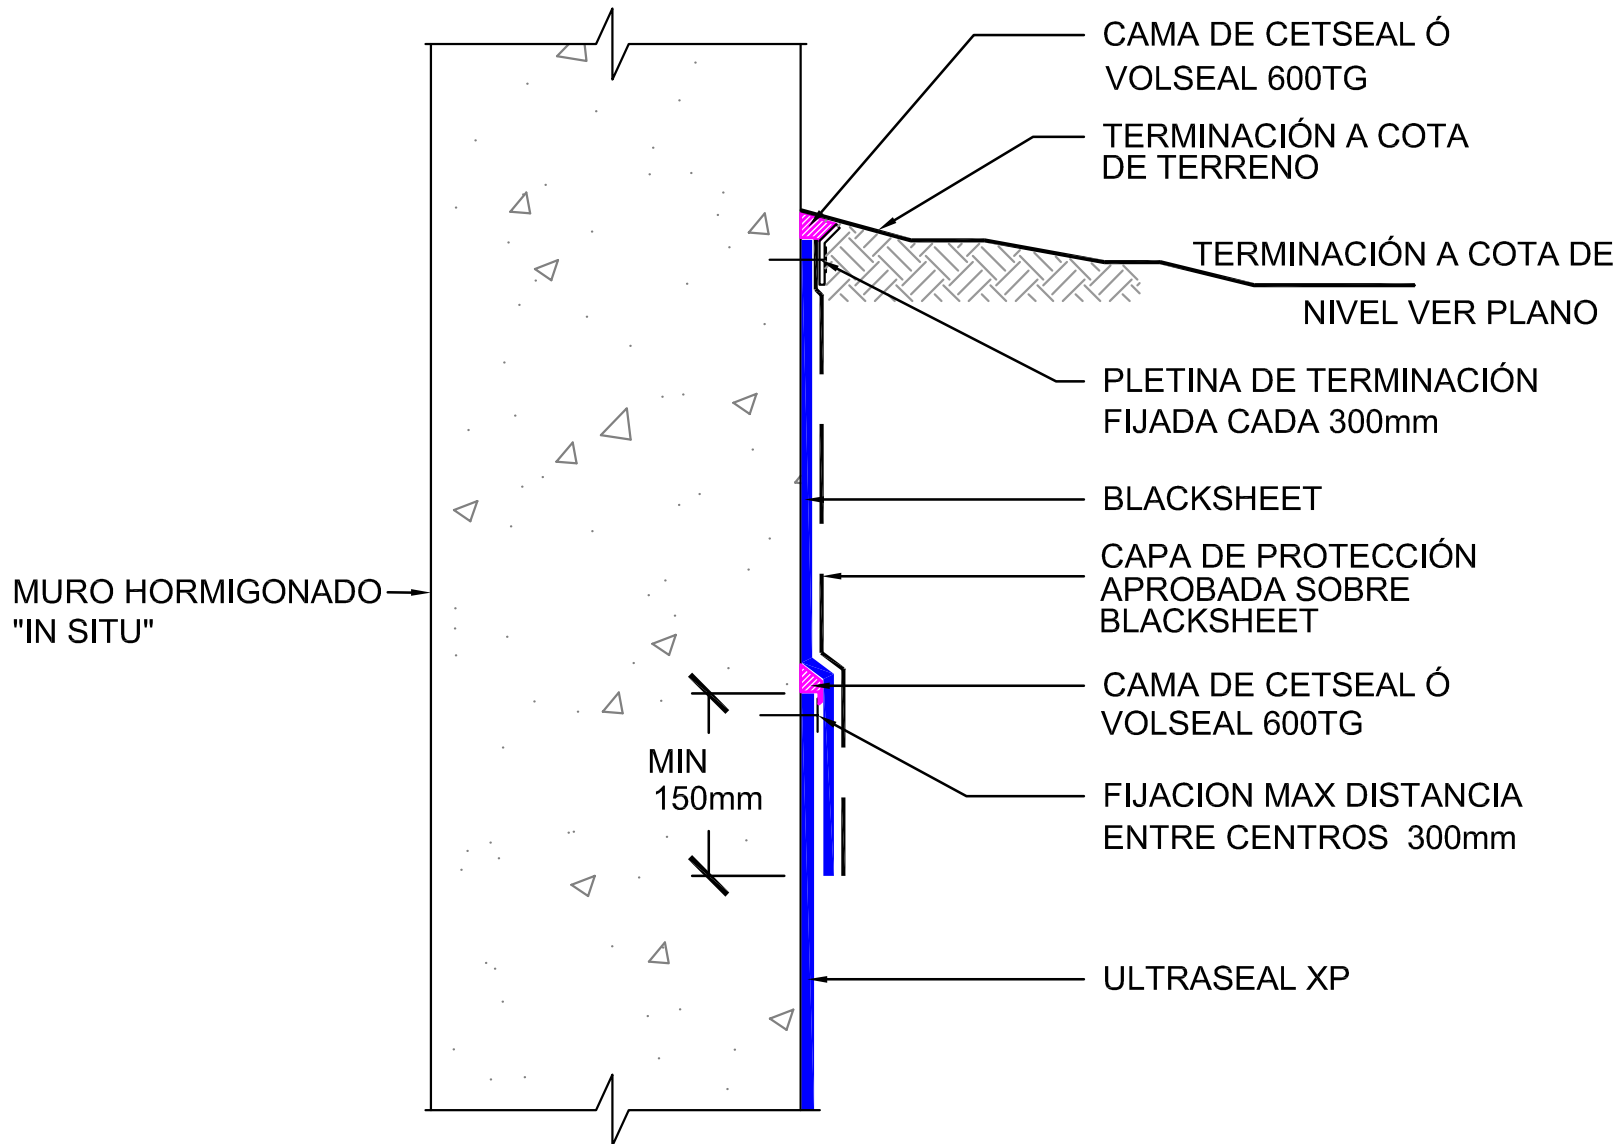 CAMA DE CETSEAL Ó
VOLSEAL 600TG
TERMINACIÓN A COTA
DE TERRENO
TERMINACIÓN A COTA DE
NIVEL VER PLANO
PLETINA DE TERMINACIÓN
FIJADA CADA 300mm
BLACKSHEET
CAPA DE PROTECCIÓN
APROBADA SOBRE
BLACKSHEET
MURO HORMIGONADO
"IN SITU"
CAMA DE CETSEAL Ó
VOLSEAL 600TG
MIN
150mm
FIJACION MAX DISTANCIA
ENTRE CENTROS 300mm
ULTRASEAL XP